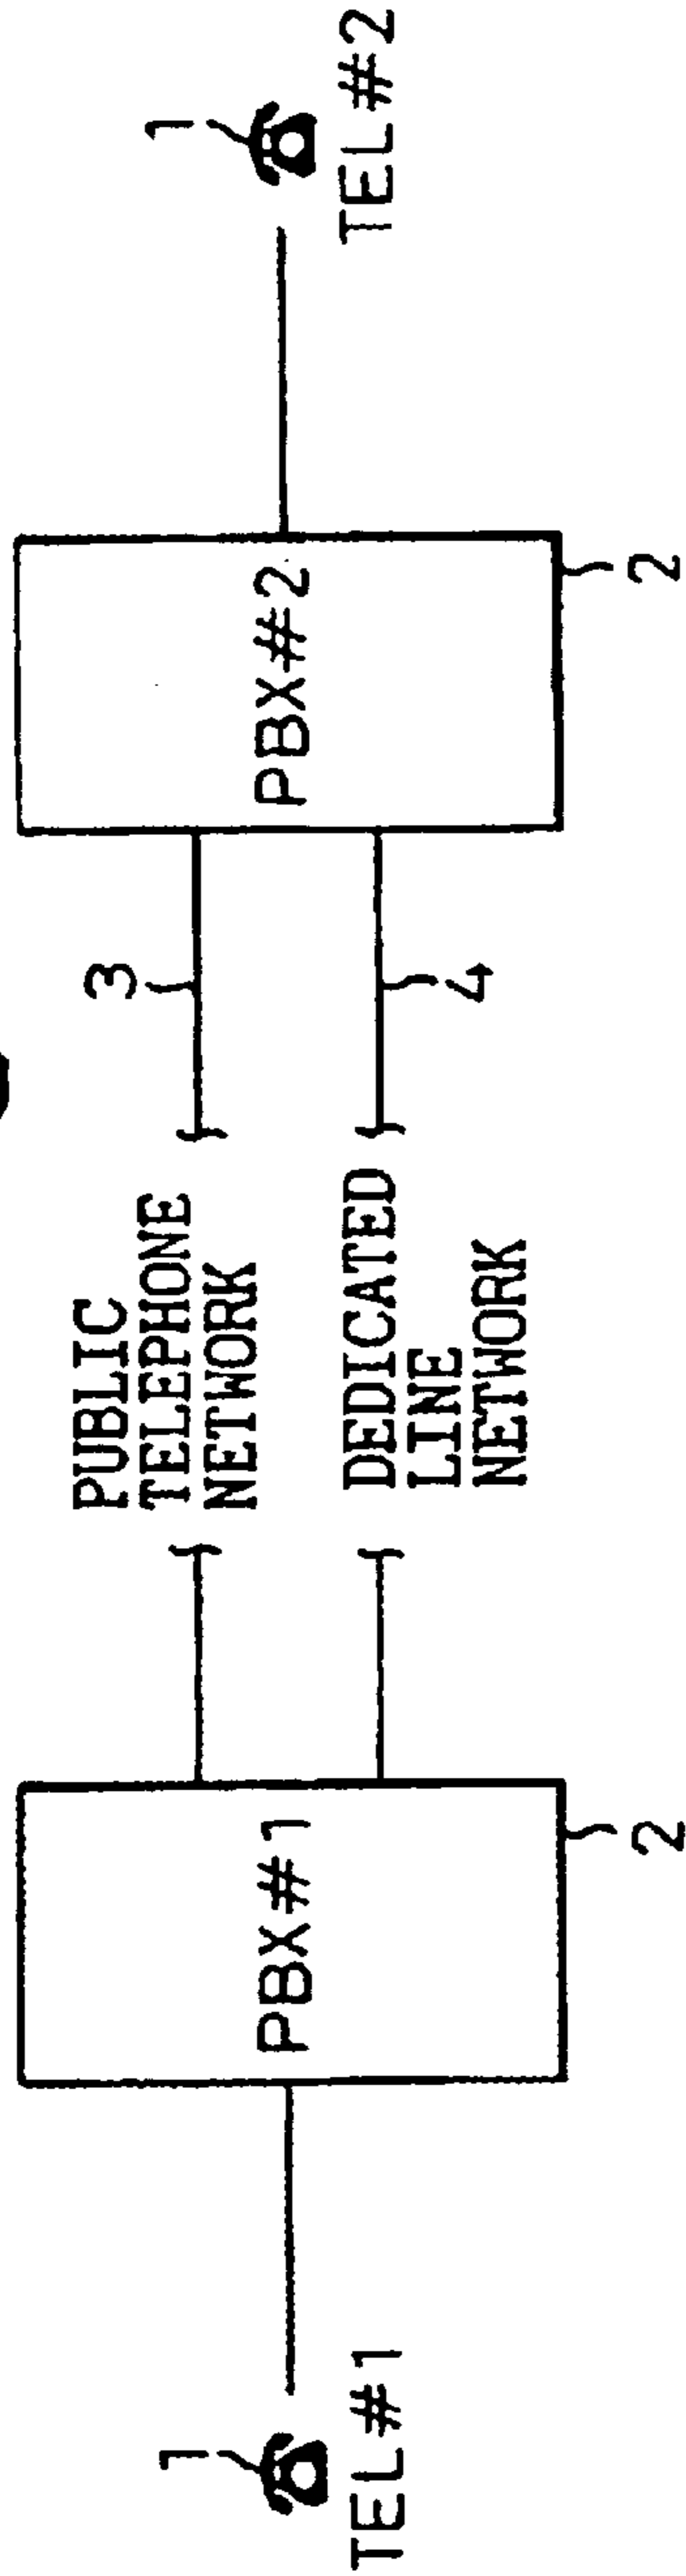 1
TEL#1
PBX#1
2
PUBLIC
TELEPHONE
NETWORK
DEDICATED
LINE
NETWORK
3
4
PBX#2
2
1
TEL#2